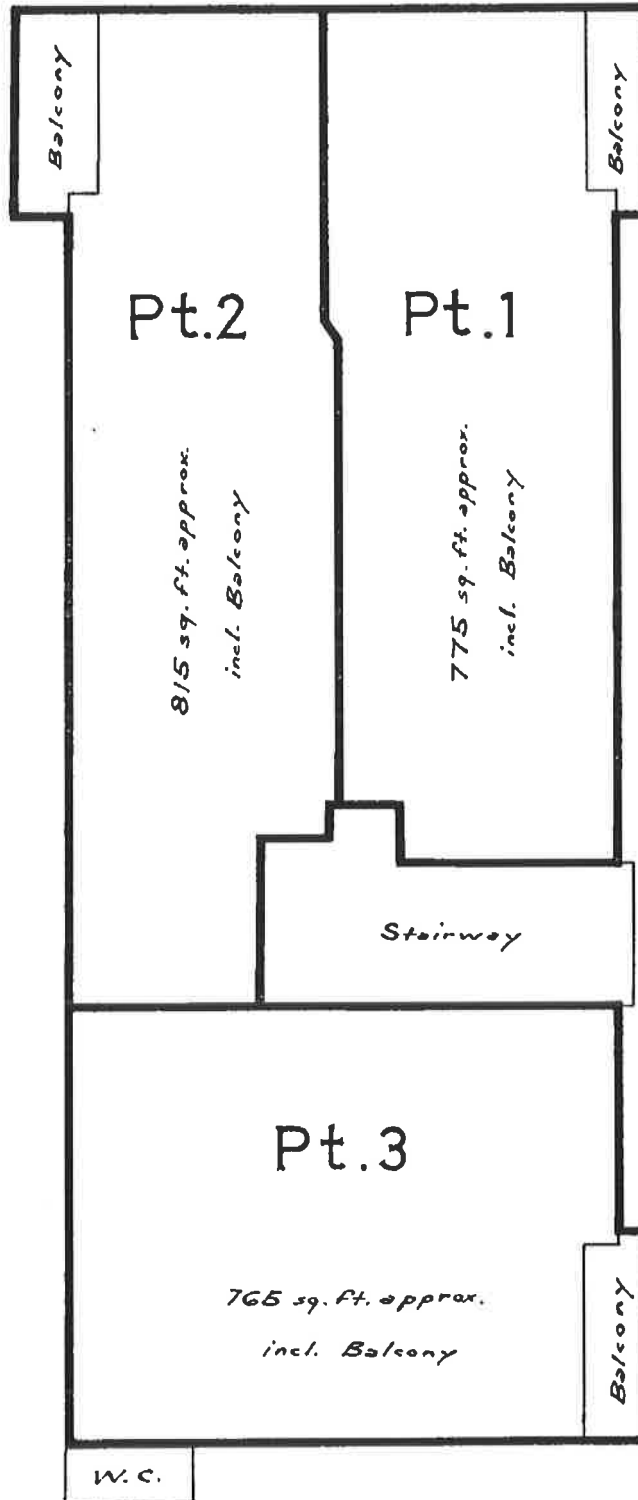 Balcony
Balcony
Pt.2
Pt.1
815 sq. ft. approx.
incl. Balcony
775 sq. ft. approx.
incl. Balcony
Stairway
Pt.3
765 sq. ft. approx.
incl. Balcony
Balcony
W.C.